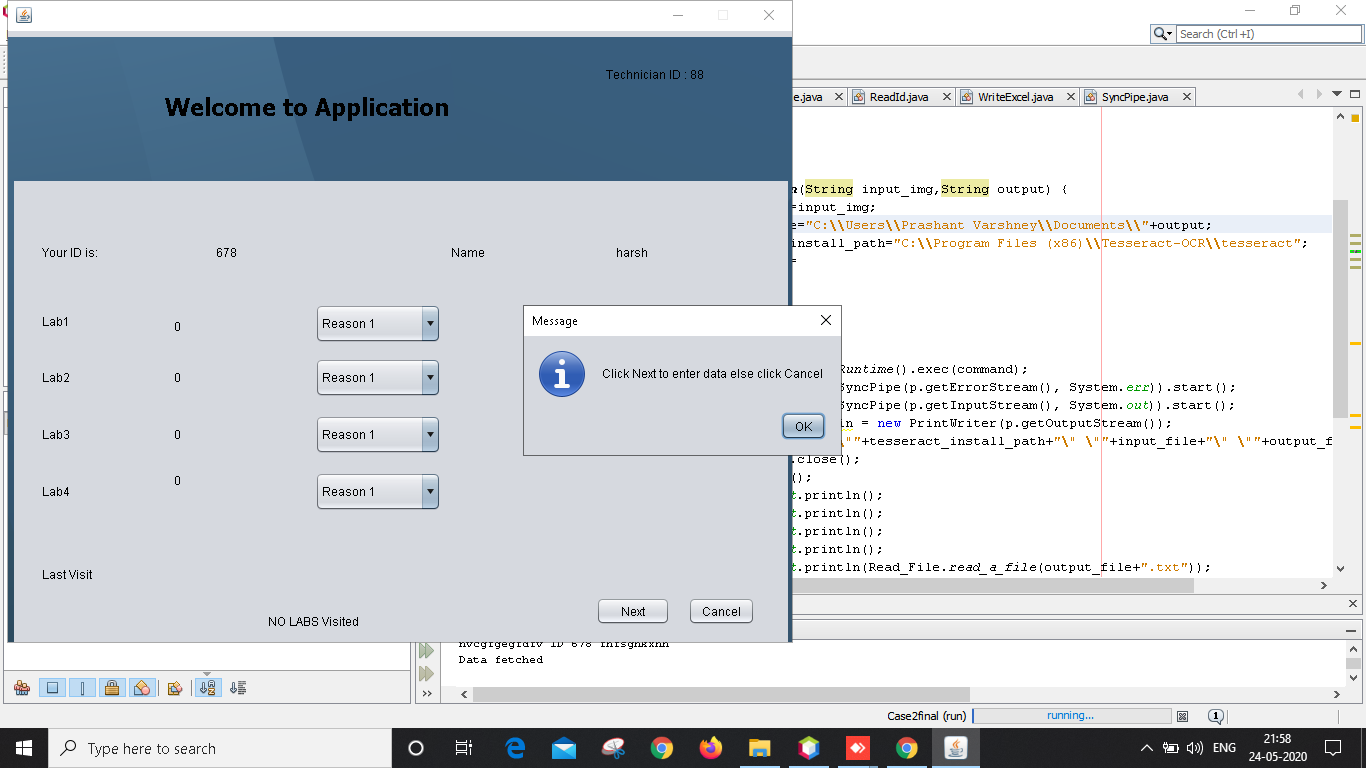 Search (Ctrl+I)
Technician ID : 88
Welcome to Application
e.java
ReadId.java
WriteExcel.java
SyncPipe.java
(String input_img,String output) {
=input_img;
e="C:\\Users\\Prashant Varshney\\Documents\\"+output;
install_path="C:\\Program Files (x86)\\Tesseract-OCR\\tesseract";
=
Your ID is:
678
Name
harsh
Lab1
0
Reason 1
Lab2
0
Reason 1
Lab3
0
Reason 1
Lab4
0
Reason 1
Message
Click Next to enter data else click Cancel
OK
Runtime().exec(command);
SyncPipe(p.getErrorStream(), System.err)).start();
SyncPipe(p.getInputStream(), System.out)).start();
in = new PrintWriter(p.getOutputStream());
\""+tesseract_install_path+"\" \""+input_file+"\" \""+output_f
.close();
();
t.println();
t.println();
t.println();
t.println();
t.println(Read_File.read_a_file(output_file+".txt"));
Last Visit
NO LABS Visited
Next
Cancel
ID 678
Data fetched
Case2final (run)
running...
1
Type here to search
ENG
21:58
24-05-2020